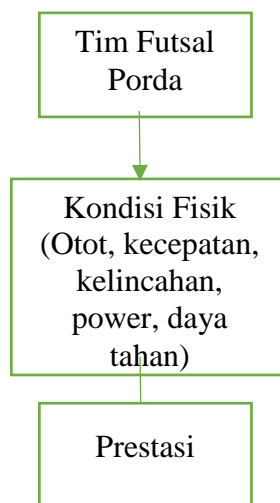 Tim Futsal
Porda
Kondisi Fisik
(Otot, kecepatan,
kelincahan,
power, daya
tahan)
Prestasi